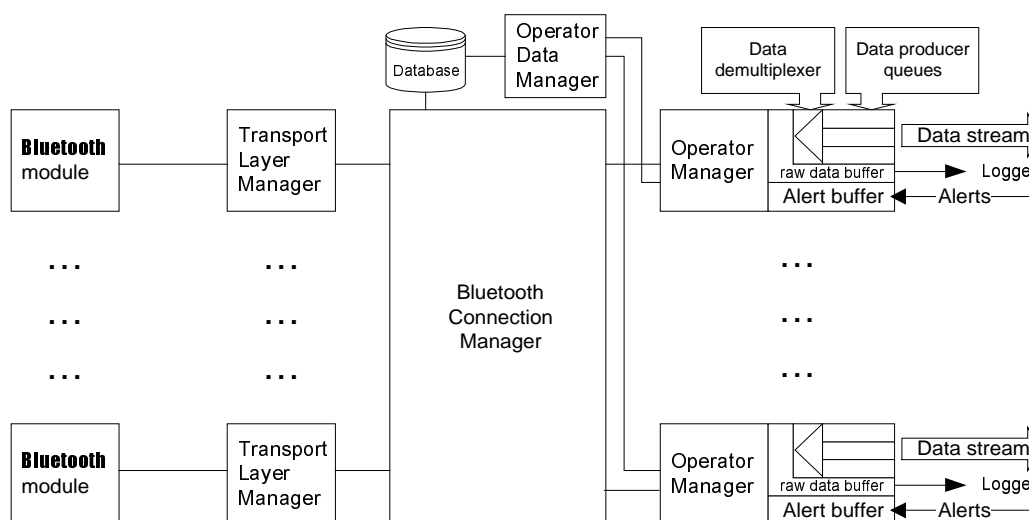 Operator
Data
Manager
Database
Data
demultiplexer
Data producer
queues
Bluetooth
module
Transport
Layer
Manager
Operator
Manager
Data stream
raw data buffer
Logge
Alert buffer
Alerts
...
...
...
...
...
...
...
...
...
Bluetooth
Connection
Manager
Bluetooth
module
Transport
Layer
Manager
Operator
Manager
Data stream
raw data buffer
Logge
Alert buffer
Alerts